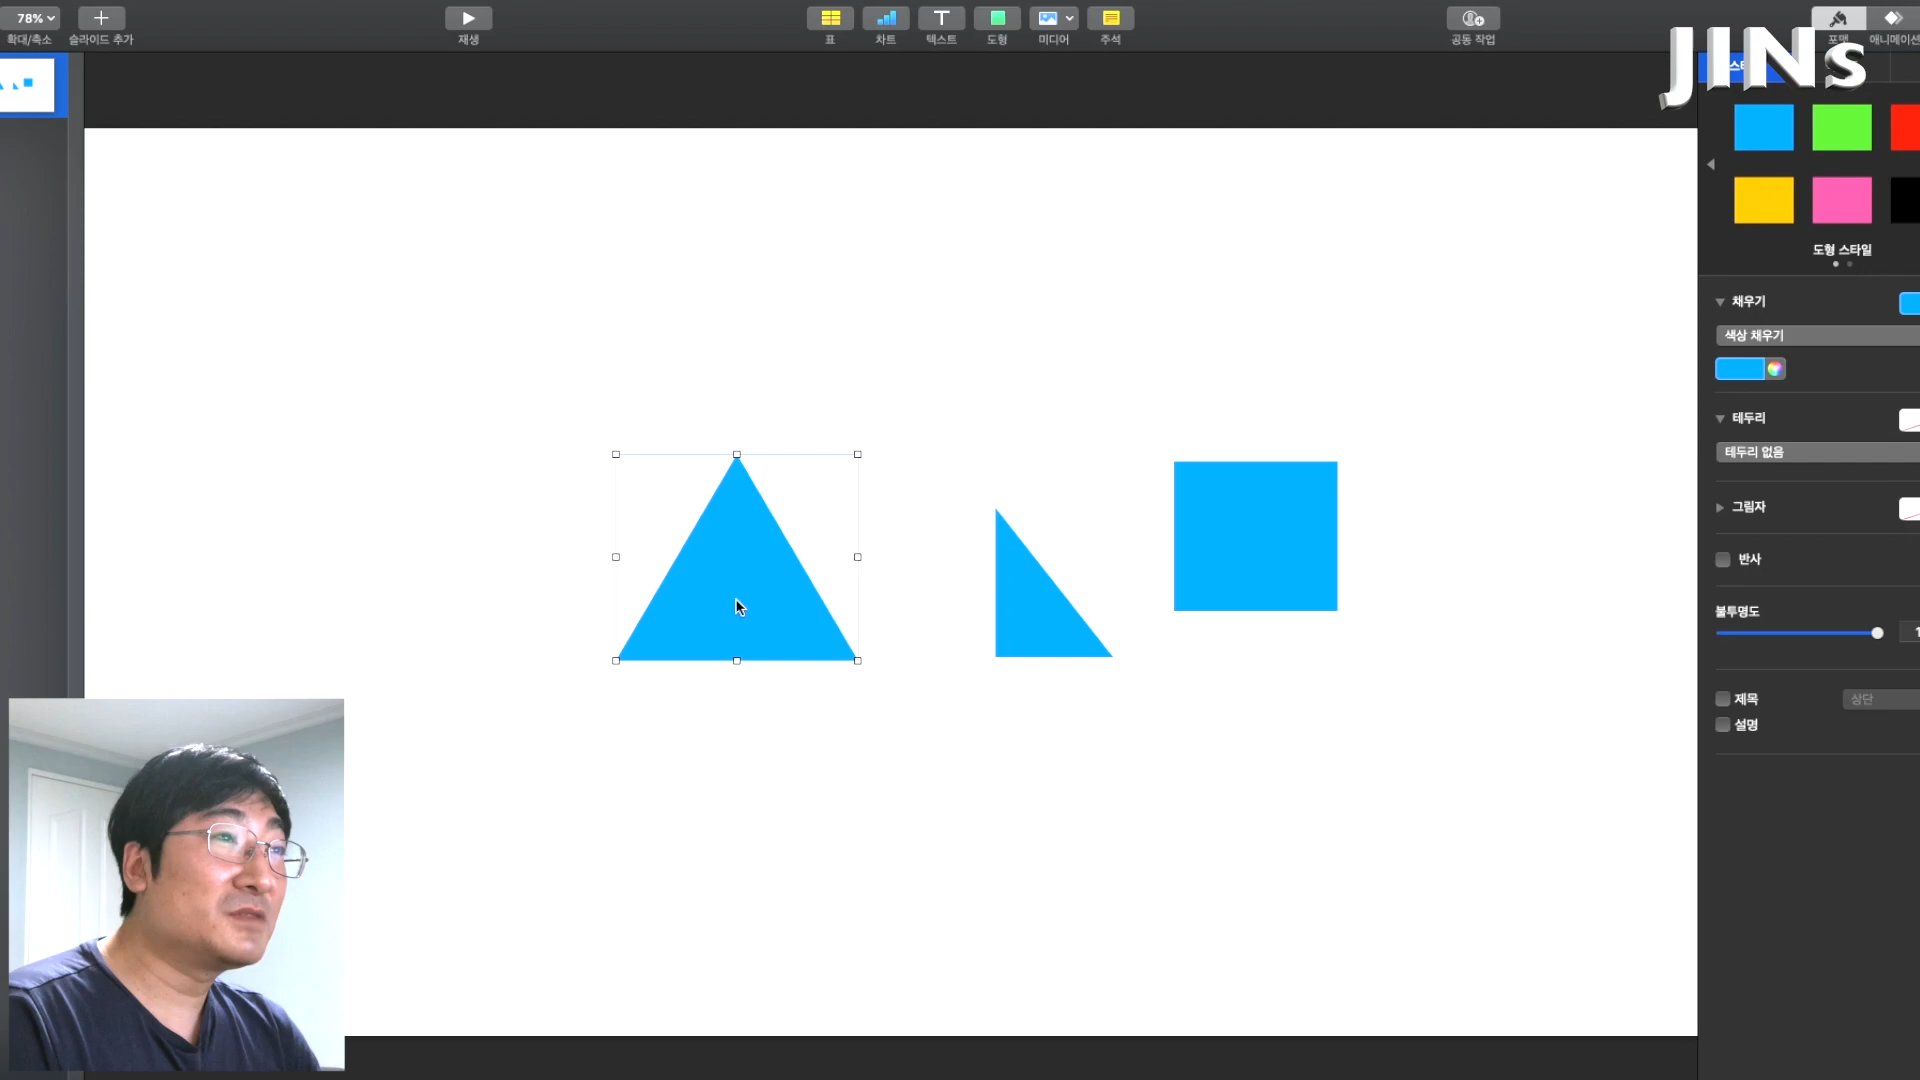 78%
확대/축소
슬라이드 추가
재생
표
차트
텍스트
도형
미디어
주석
공동 작업
포맷
애니메이션
JINs
도형 스타일
채우기
색상 채우기
테두리
테두리 없음
그림자
반사
불투명도
제목
상단
설명